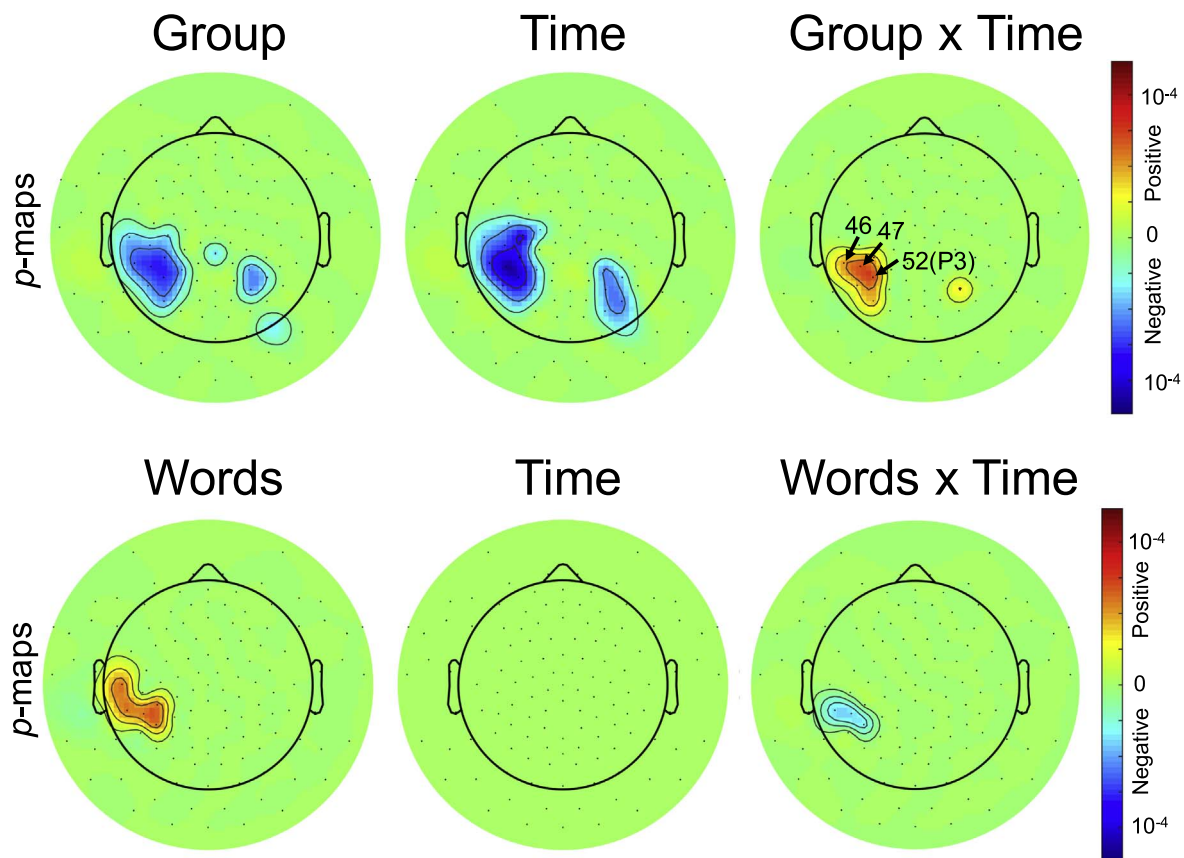 Group Time Group x Time
p-maps
46 47
52(P3)
10-4
Positive
0
Negative
10-4
Words Time Words x Time
p-maps
10-4
Positive
0
Negative
10-4